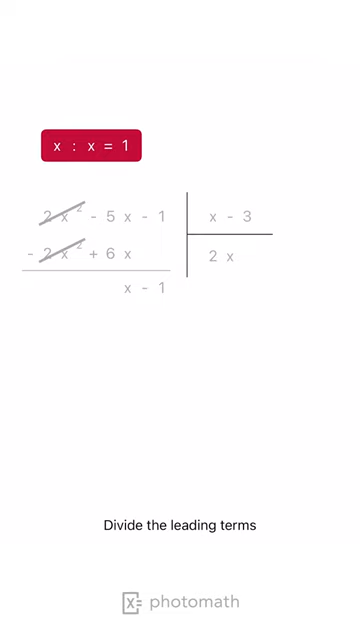 x : x = 1
2x² - 5x - 1 x - 3
- 2x² + 6x 2x
x - 1
Divide the leading terms
photomath